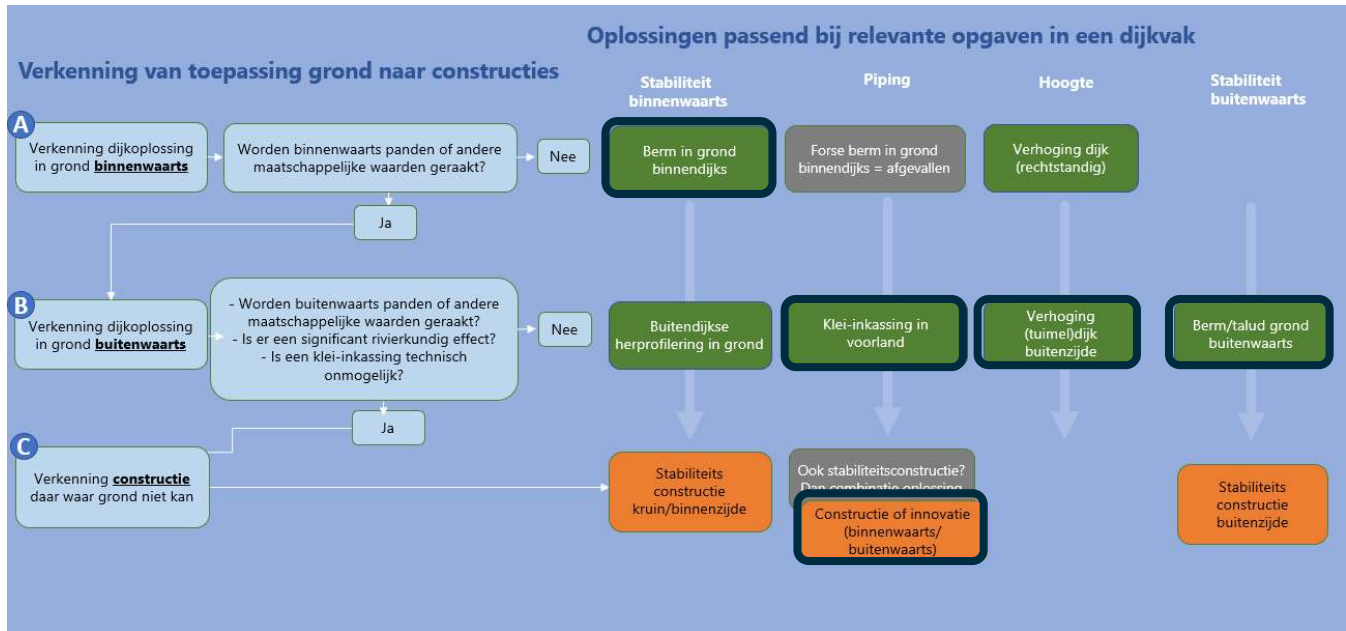 Oplossingen passend bij relevante opgaven in een dijkvak
Verkenning van toepassing grond naar constructies
Stabiliteit
binnenwaarts
Piping
Hoogte
Stabiliteit
buitenwaarts
A
Verkenning dijkoplossing
in grond binnenwaarts
Worden binnenwaarts panden of andere
maatschappelijke waarden geraakt?
Nee
Berm in grond
binnendijks
Forse berm in grond
binnendijks = afgevallen
Verhoging dijk
(rechtstandig)
Ja
B
Verkenning dijkoplossing
in grond buitenwaarts
- Worden buitenwaarts panden of andere
maatschappelijke waarden geraakt?
- Is er een significant rivierkundig effect?
- Is een klei-inkassing technisch
onmogelijk?
Nee
Buitendijkse
herprofilering in grond
Klei-inkassing in
voorland
Verhoging
(tuimel)dijk
buitenzijde
Berm/talud grond
buitenwaarts
Ja
C
Verkenning constructie
daar waar grond niet kan
Stabiliteits
constructie
kruin/binnenzijde
Ook stabiliteitsconstructie?
Dan combinatie oplossing
Constructie of innovatie
(binnenwaarts/
buitenwaarts)
Stabiliteits
constructie
buitenzijde